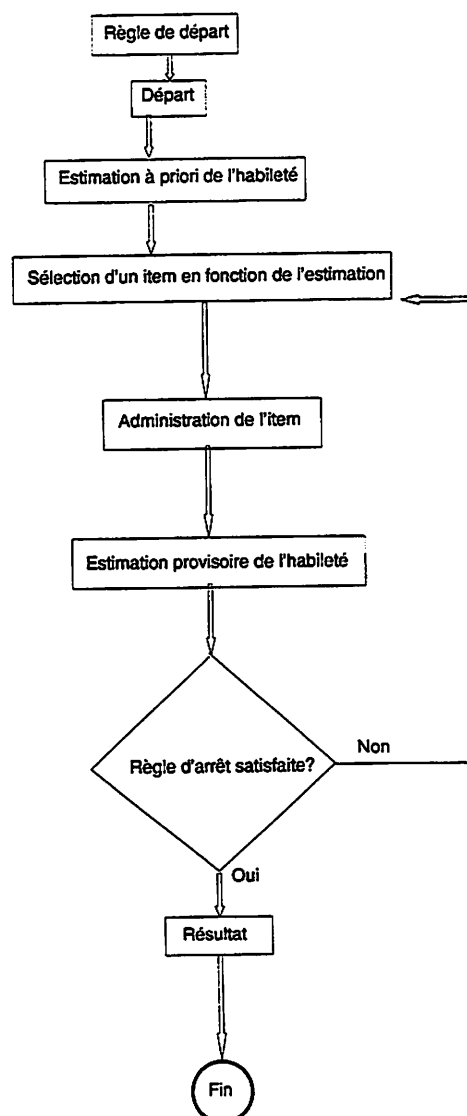 Règle de départ
Départ
Estimation à priori de l'habileté
Sélection d'un item en fonction de l'estimation
Administration de l'item
Estimation provisoire de l'habileté
Règle d'arrêt satisfaite?
Non
Oui
Résultat
Fin